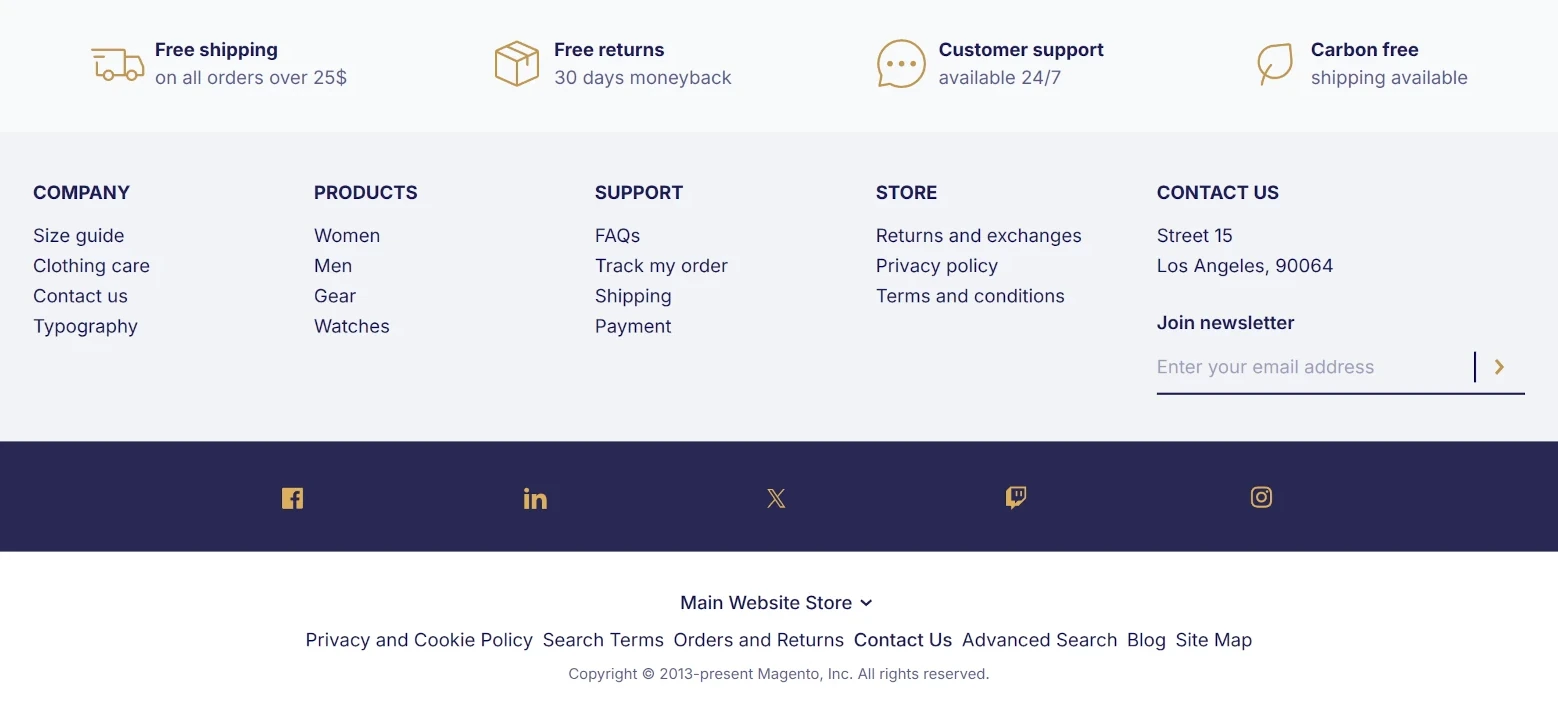 Free shipping
on all orders over 25$
Free returns
30 days moneyback
Customer support
available 24/7
Carbon free
shipping available
COMPANY
Size guide
Clothing care
Contact us
Typography
PRODUCTS
Women
Men
Gear
Watches
SUPPORT
FAQs
Track my order
Shipping
Payment
STORE
Returns and exchanges
Privacy policy
Terms and conditions
CONTACT US
Street 15
Los Angeles, 90064
Join newsletter
Enter your email address
Main Website Store
Privacy and Cookie Policy Search Terms Orders and Returns Contact Us Advanced Search Blog Site Map
Copyright © 2013-present Magento, Inc. All rights reserved.